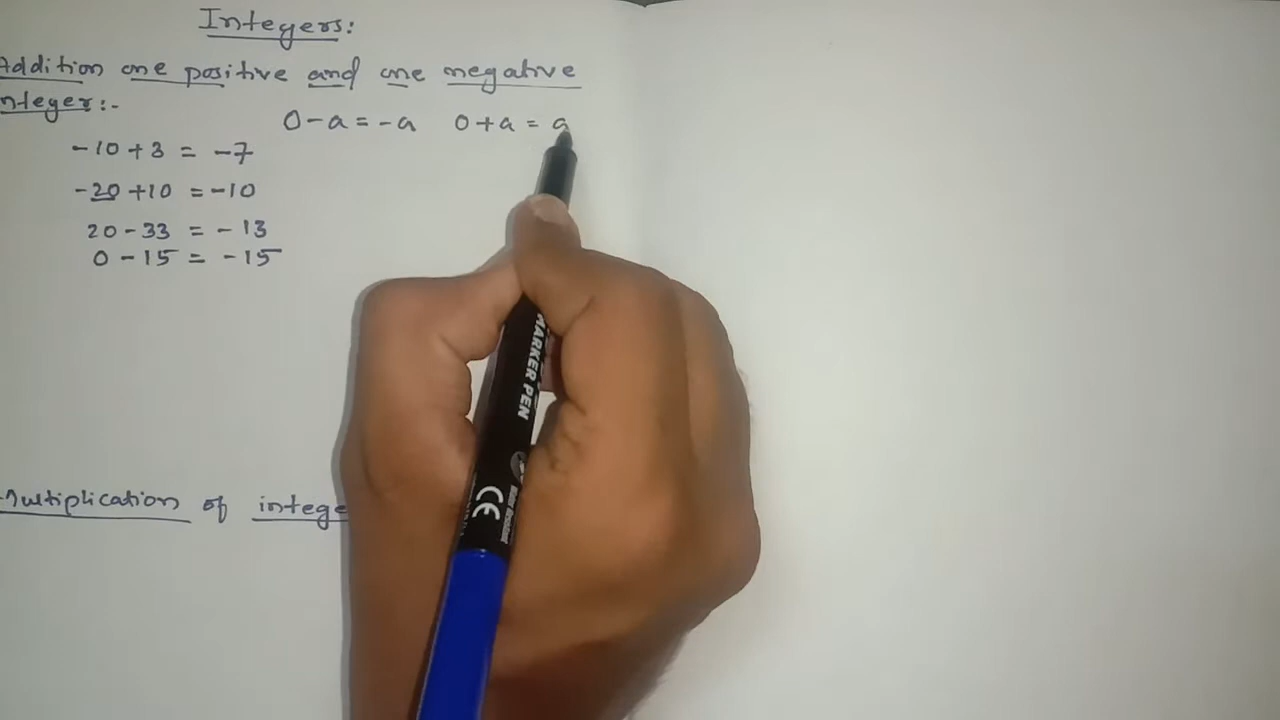 Integers:
Addition one positive and one negative
nteger:-
0-a=-a 0+a=a
-10+3 = -7
-20+10 =-10
20-33 = -13
0-15 = -15
Multiplication of intege
MARKER PEN
CE